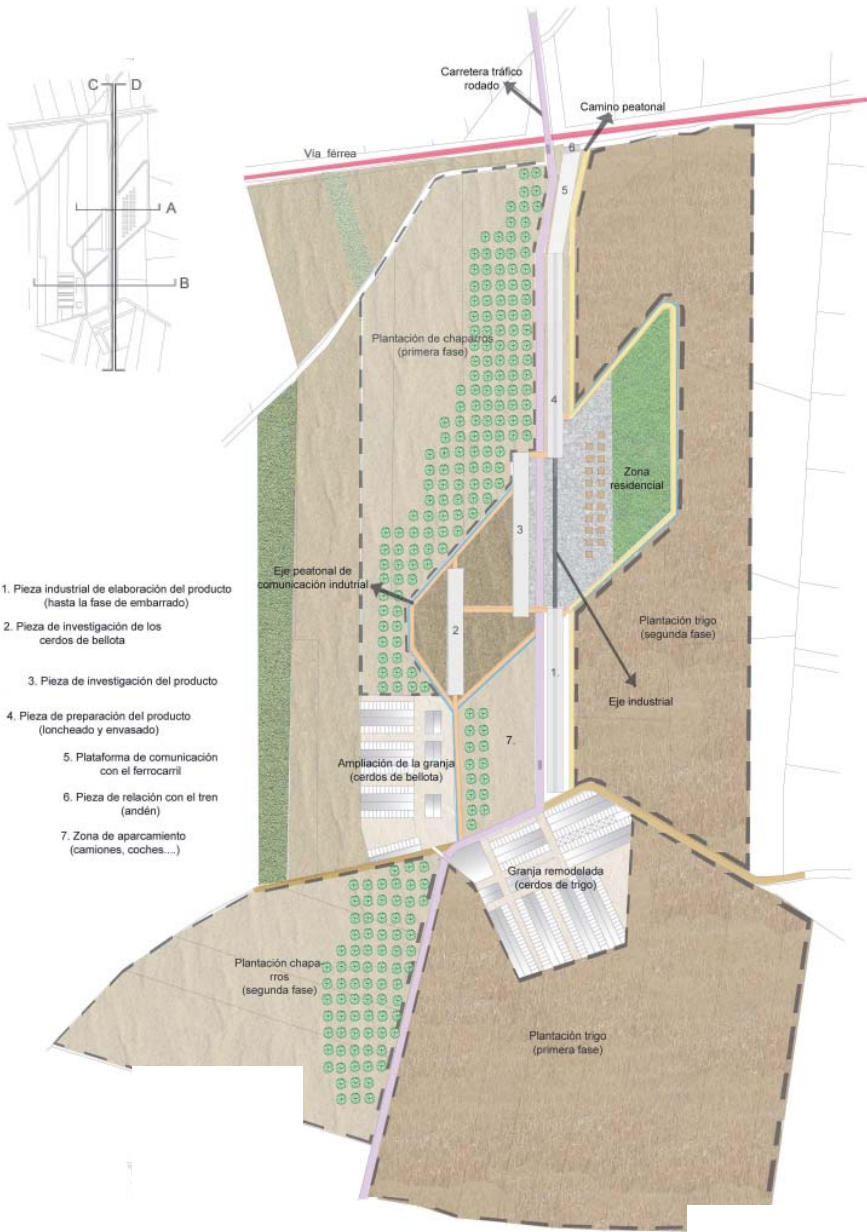 C D
A
B
Carretera tráfico
rodado
Camino peatonal
Vía férrea
6
5
Plantación de chaparros
(primera fase)
4
Zona
residencial
3
Eje peatonal de
comunicación indutrial
1. Pieza industrial de elaboración del producto
(hasta la fase de embarrado)
2. Pieza de investigación de los
cerdos de bellota
3. Pieza de investigación del producto
4. Pieza de preparación del producto
(loncheado y envasado)
5. Plataforma de comunicación
con el ferrocarril
6. Pieza de relación con el tren
(andén)
7. Zona de aparcamiento
(camiones, coches....)
2
Plantación trigo
(segunda fase)
1.
Eje industrial
7.
Ampliación de la granja
(cerdos de bellota)
Granja remodelada
(cerdos de trigo)
Plantación chapa-
rros
(segunda fase)
Plantación trigo
(primera fase)